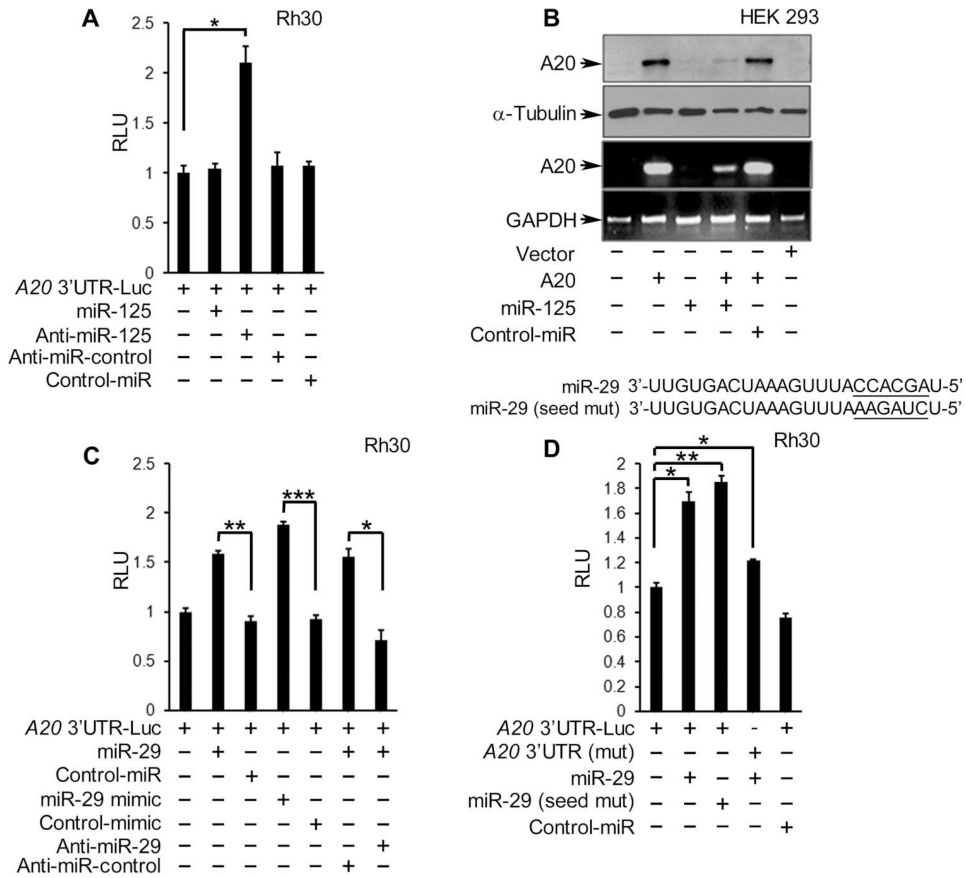 A
Rh30
*
2.5
2
1.5
1
0.5
0
RLU
A20 3’UTR-Luc + + + + +
miR-125 – + – – –
Anti-miR-125 – – + – –
Anti-miR-control – – – + –
Control-miR – – – – +
B
HEK 293
A20
α-Tubulin
A20
GAPDH
Vector – – – – – +
A20 – + – + + –
miR-125 – – + + – –
Control-miR – – – – + –
miR-29 3’-UUGUGACUAAAGUUUACCACGAU-5’
miR-29 (seed mut) 3’-UUGUGACUAAAGUUUAAAGAUCU-5’
C
Rh30
** *** *
2.5
2
1.5
1
0.5
0
RLU
A20 3’UTR-Luc + + + + + + +
miR-29 – + – – – + +
Control-miR – – + – – – –
miR-29 mimic – – – + – – –
Control-mimic – – – – + – –
Anti-miR-29 – – – – – – +
Anti-miR-control – – – – – + –
D
Rh30
*
**
*
2
1.8
1.6
1.4
1.2
1
0.8
0.6
0.4
0.2
0
RLU
A20 3’UTR-Luc + + + - +
A20 3’UTR (mut) – – – + –
miR-29 – + – + –
miR-29 (seed mut) – – + – –
Control-miR – – – – +